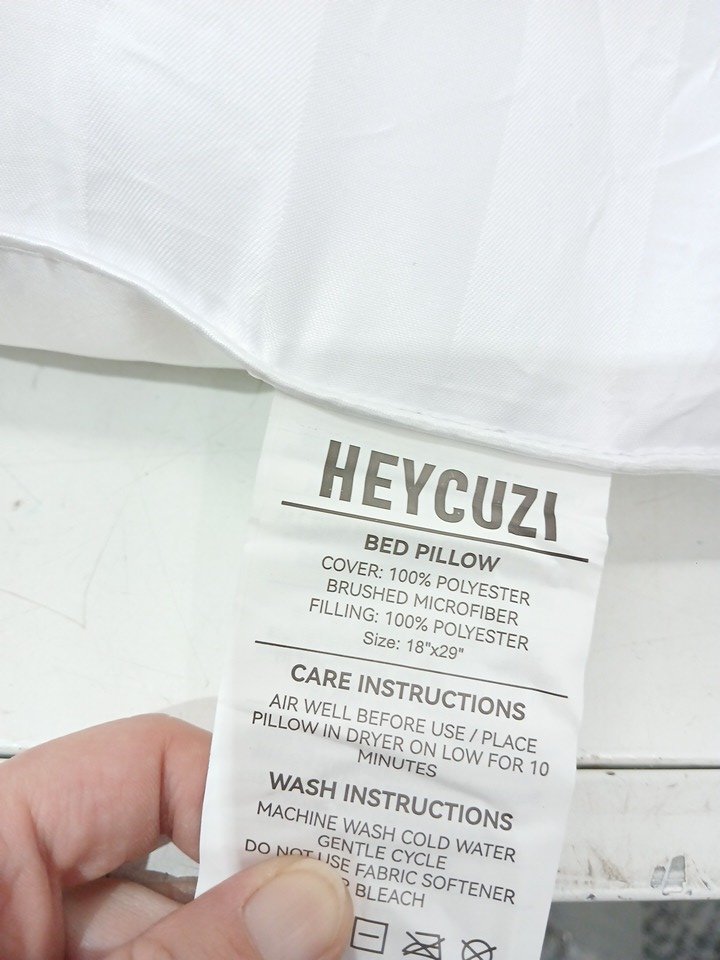 HEYCUZI
BED PILLOW
COVER: 100% POLYESTER
BRUSHED MICROFIBER
FILLING: 100% POLYESTER
Size: 18"x29"
CARE INSTRUCTIONS
AIR WELL BEFORE USE / PLACE
PILLOW IN DRYER ON LOW FOR 10
MINUTES
WASH INSTRUCTIONS
MACHINE WASH COLD WATER
GENTLE CYCLE
DO NOT USE FABRIC SOFTENER
BLEACH